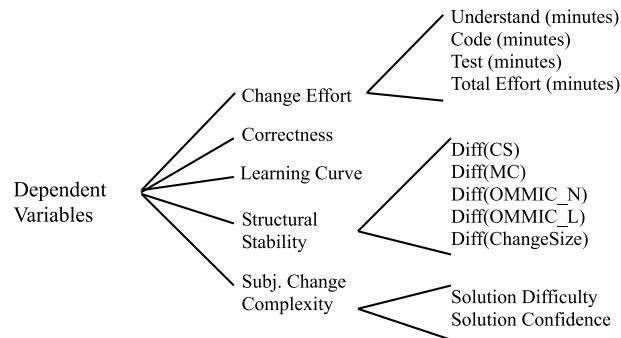 Dependent
Variables
Change Effort
Understand (minutes)
Code (minutes)
Test (minutes)
Total Effort (minutes)
Correctness
Learning Curve
Structural
Stability
Diff(CS)
Diff(MC)
Diff(OMMIC_N)
Diff(OMMIC_L)
Diff(ChangeSize)
Subj. Change
Complexity
Solution Difficulty
Solution Confidence